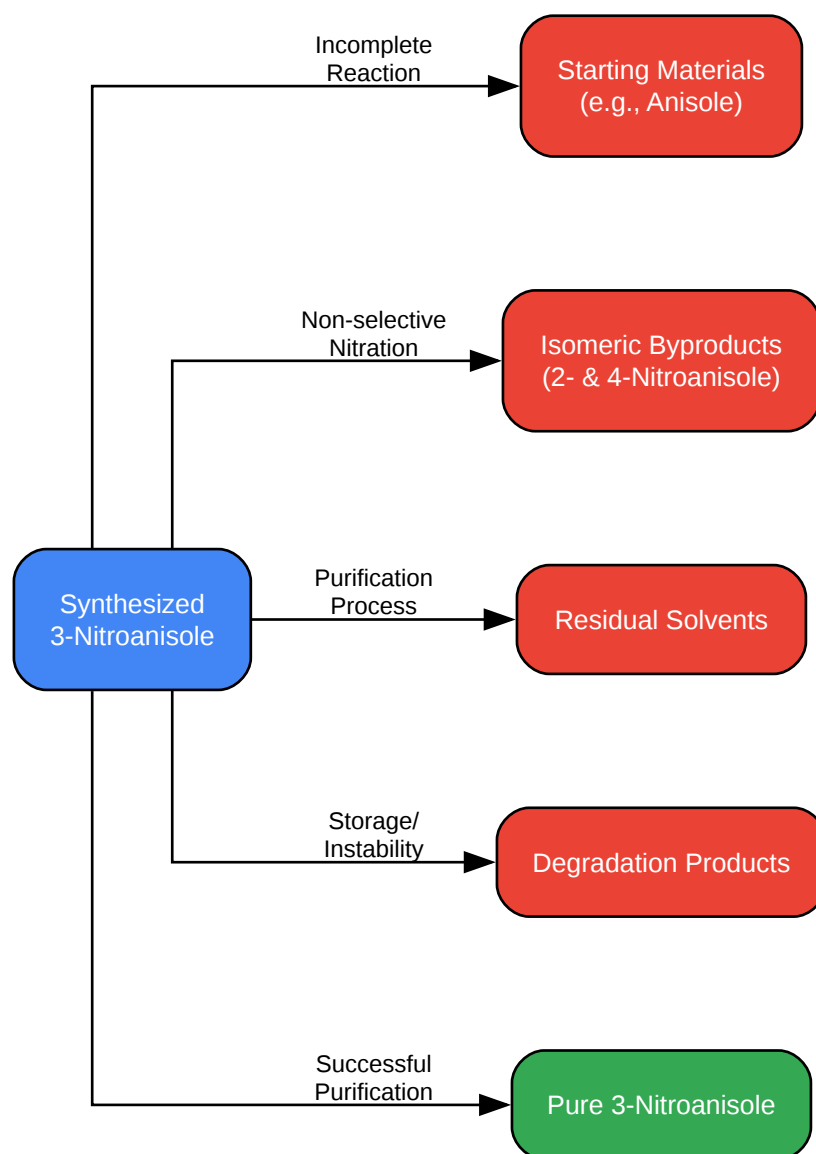 Incomplete
Reaction
Starting Materials
(e.g., Anisole)
Non-selective
Nitration
Isomeric Byproducts
(2- & 4-Nitroanisole)
Synthesized
3-Nitroanisole
Purification
Process
Residual Solvents
Storage/
Instability
Degradation Products
Successful
Purification
Pure 3-Nitroanisole